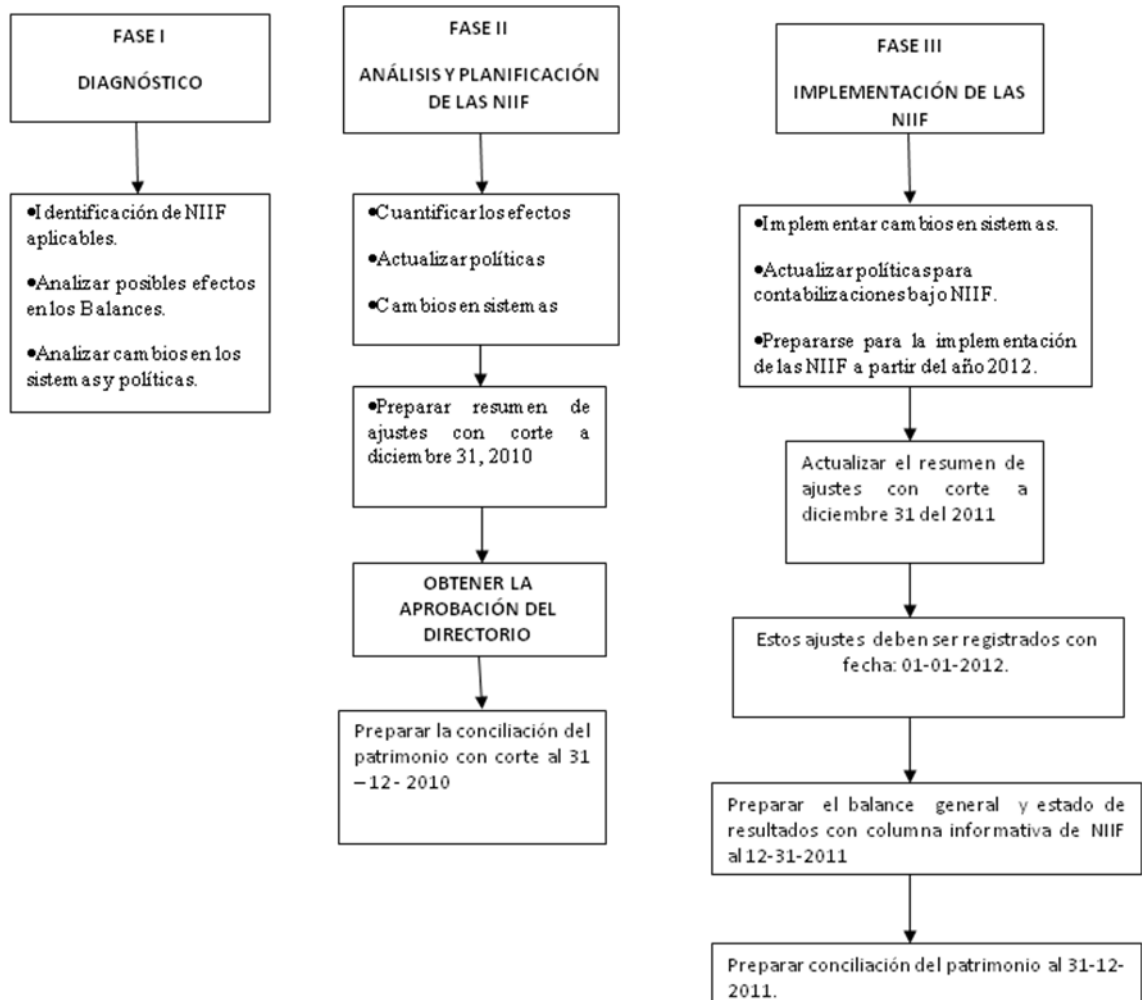 FASE I
DIAGNÓSTICO
•Identificación de NIIF
aplicables.
•Analizar posibles efectos
en los Balances.
•Analizar cambios en los
sistemas y políticas.
FASE II
ANÁLISIS Y PLANIFICACIÓN
DE LAS NIIF
•Cuantificar los efectos
•Actualizar políticas
•Cambios en sistemas
•Preparar resumen de
ajustes con corte a
diciembre 31, 2010
OBTENER LA
APROBACIÓN DEL
DIRECTORIO
Preparar la conciliación del
patrimonio con corte al 31
–12- 2010
FASE III
IMPLEMENTACIÓN DE LAS
NIIF
•Implementar cambios en sistemas.
•Actualizar políticas para
contabilizaciones bajo NIIF.
•Prepararse para la implementación
de las NIIF a partir del año 2012.
Actualizar el resumen de
ajustes con corte a
diciembre 31 del 2011
Estos ajustes deben ser registrados con
fecha: 01-01-2012.
Preparar el balance general y estado de
resultados con columna informativa de NIIF
al 12-31-2011
Preparar conciliación del patrimonio al 31-12-
2011.